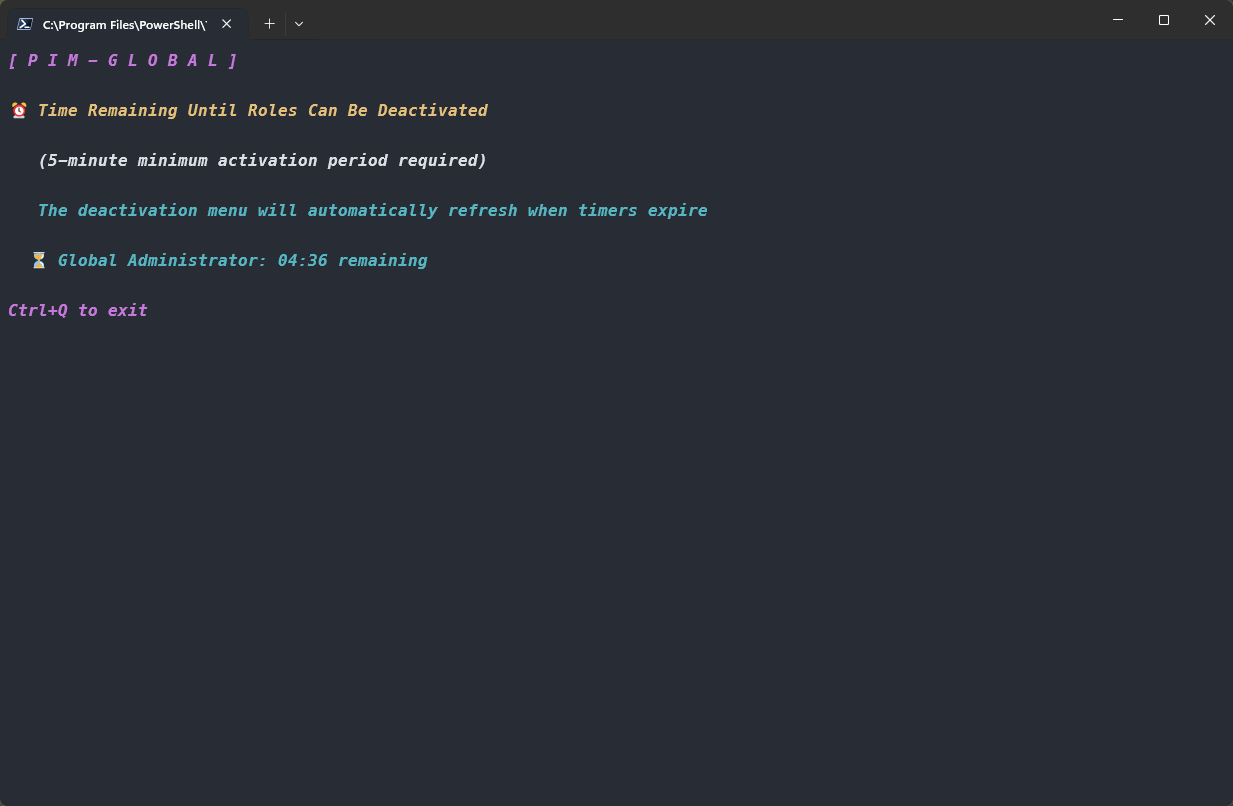 C:\Program Files\PowerShell\
[ P I M - G L O B A L ]
⏰ Time Remaining Until Roles Can Be Deactivated
(5-minute minimum activation period required)
The deactivation menu will automatically refresh when timers expire
⏳ Global Administrator: 04:36 remaining
Ctrl+Q to exit